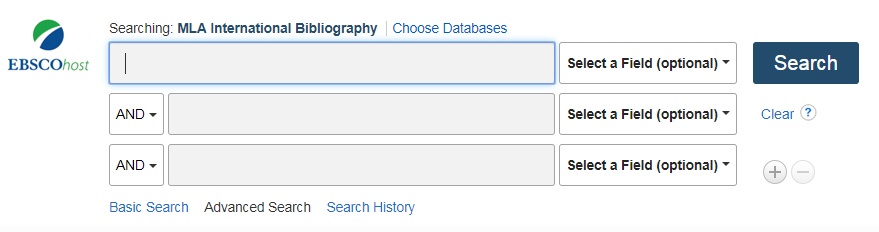 Searching: MLA International Bibliography Choose Databases
EBSCOhost
Select a Field (optional) Search
AND Select a Field (optional) Clear ?
AND Select a Field (optional)
Basic Search Advanced Search Search History